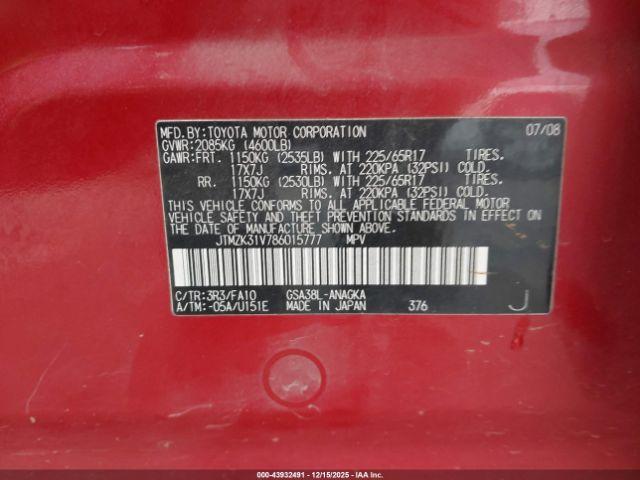 MFD.BY:TOYOTA MOTOR CORPORATION 07/08
GVWR:2085KG (4600LB)
GAWR:FRT. 1150KG (2535LB) WITH 225/65R17 TIRES.
17X7J RIMS. AT 220KPA (32PSI) COLD.
RR. 1150KG (2530LB) WITH 225/65R17 TIRES.
17X7J RIMS. AT 220KPA (32PSI) COLD.
THIS VEHICLE CONFORMS TO ALL APPLICABLE FEDERAL MOTOR
VEHICLE SAFETY AND THEFT PREVENTION STANDARDS IN EFFECT ON
THE DATE OF MANUFACTURE SHOWN ABOVE.
JTMZK31V786015777 MPV
C/TR:3R3/FA10 GSA38L-ANAGKA
A/TM:-05A/U151E MADE IN JAPAN 376 J
000-43932491 - 12/15/2025 - IAA Inc.